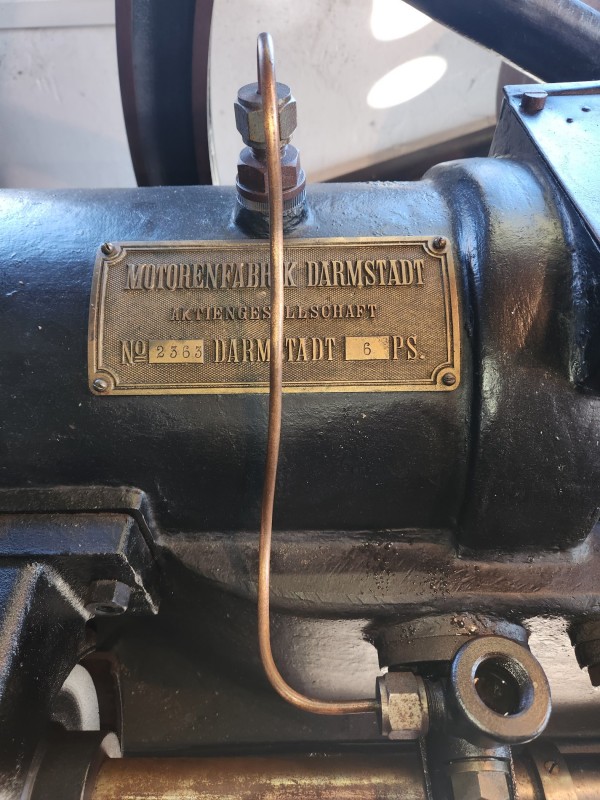 MOTORENFABRIK DARMSTADT
AKTIENGESELLSCHAFT
No 2363 DARMSTADT 6 PS.